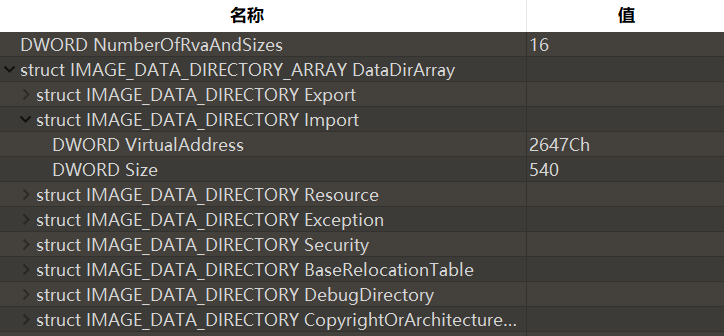 名称 值
DWORD NumberOfRvaAndSizes 16
struct IMAGE_DATA_DIRECTORY_ARRAY DataDirArray
struct IMAGE_DATA_DIRECTORY Export
struct IMAGE_DATA_DIRECTORY Import
DWORD VirtualAddress 2647Ch
DWORD Size 540
struct IMAGE_DATA_DIRECTORY Resource
struct IMAGE_DATA_DIRECTORY Exception
struct IMAGE_DATA_DIRECTORY Security
struct IMAGE_DATA_DIRECTORY BaseRelocationTable
struct IMAGE_DATA_DIRECTORY DebugDirectory
struct IMAGE_DATA_DIRECTORY CopyrightOrArchitecture...